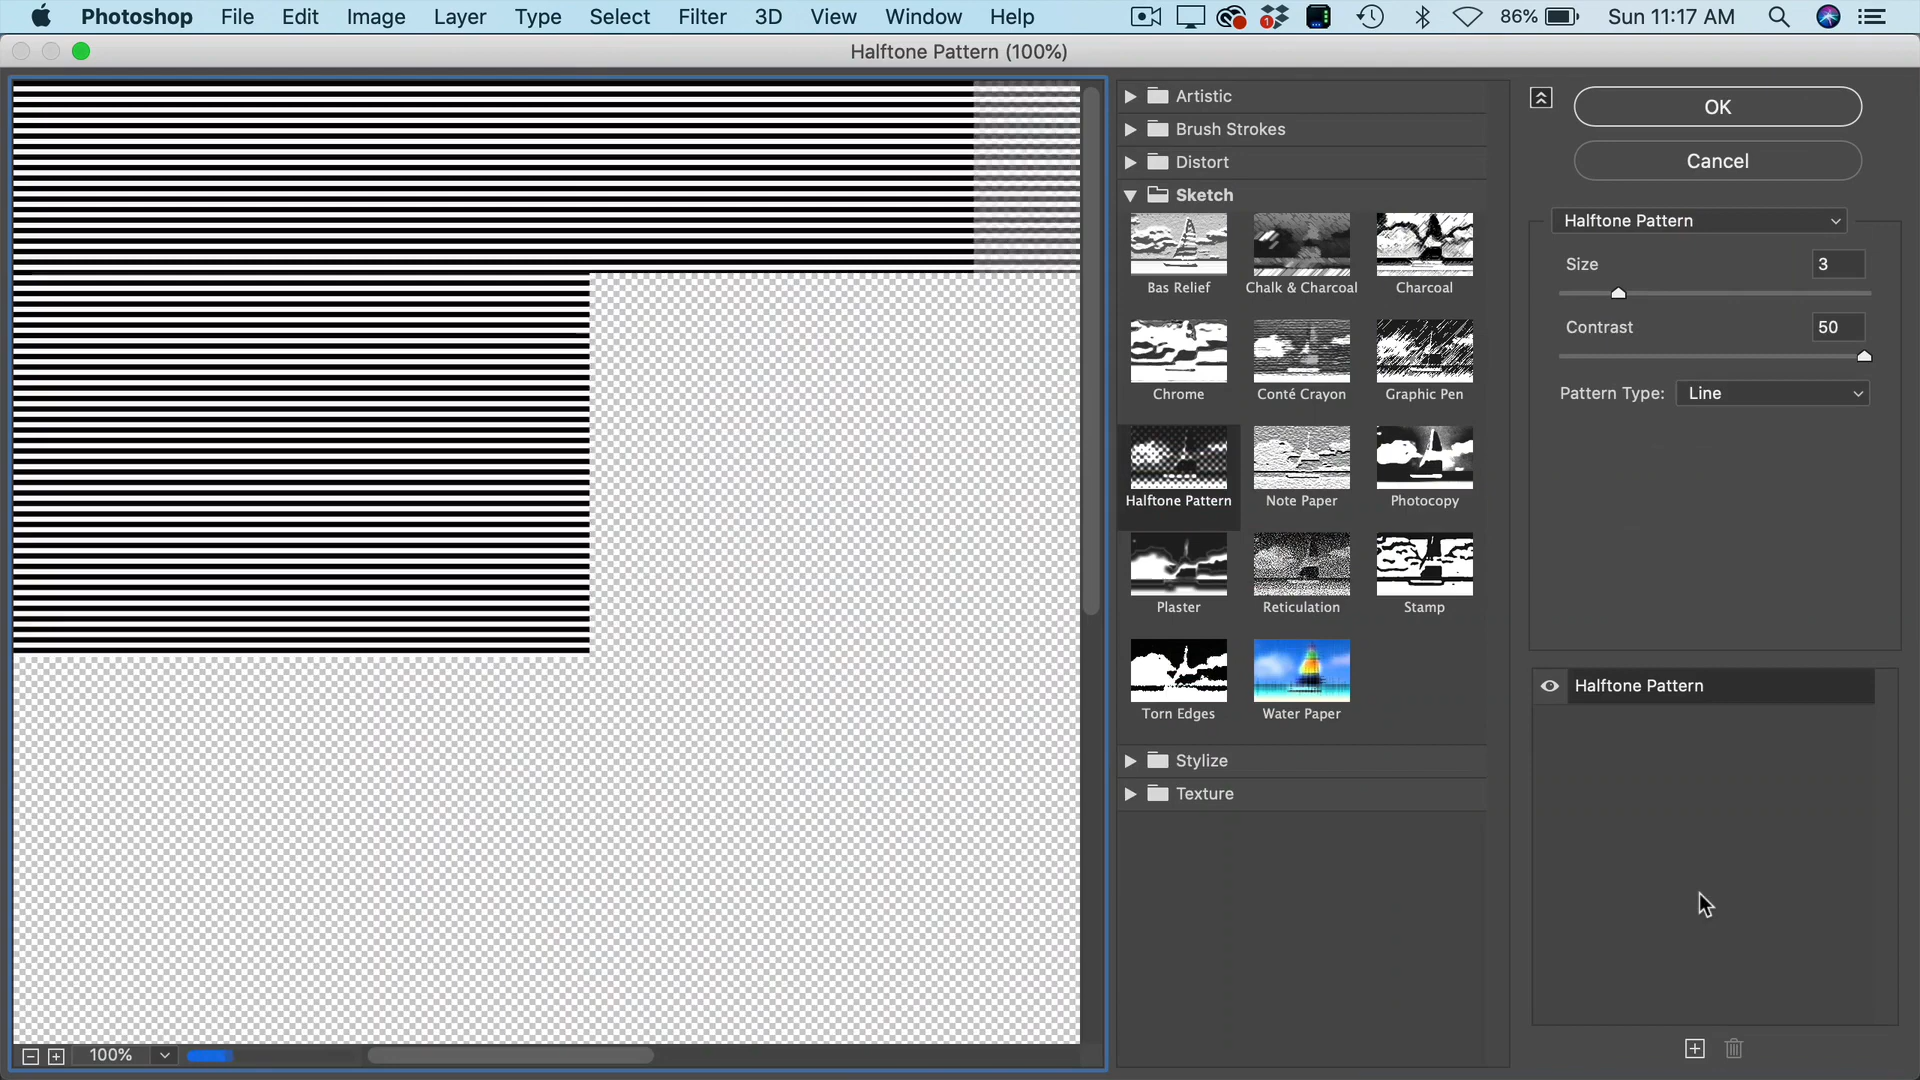 Photoshop File Edit Image Layer Type Select Filter 3D View Window Help 1 86% Sun 11:17 AM
Halftone Pattern (100%)
Artistic
Brush Strokes
Distort
Sketch
Bas Relief Chalk & Charcoal Charcoal
Chrome Conté Crayon Graphic Pen
Halftone Pattern Note Paper Photocopy
Plaster Reticulation Stamp
Torn Edges Water Paper
Stylize
Texture
OK
Cancel
Halftone Pattern
Size 3
Contrast 50
Pattern Type: Line
Halftone Pattern
100%